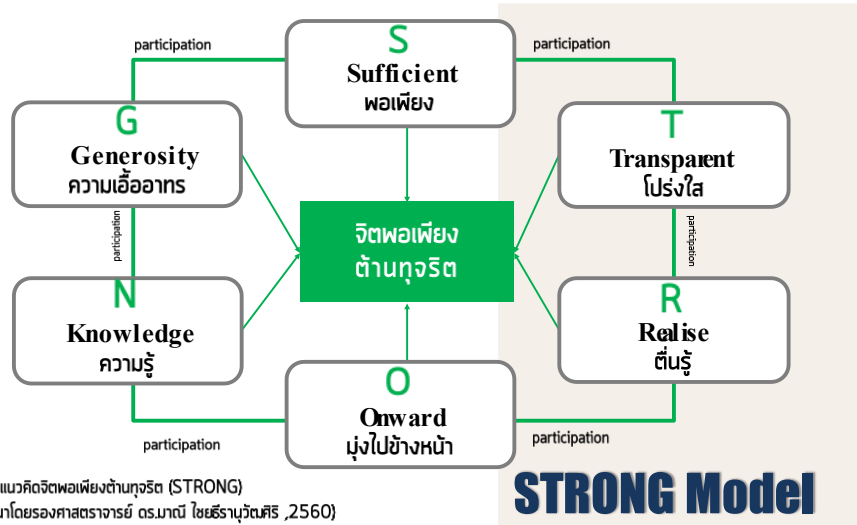 participation
S
Sufficient
พอเพียง
participation
G
Generosity
ความเอื้ออาทร
T
Transparent
โปร่งใส
participation
จิตพอเพียง
ต้านทุจริต
participation
N
Knowledge
ความรู้
R
Realise
ตื่นรู้
O
Onward
มุ่งไปข้างหน้า
participation
participation
แนวคิดจิตพอเพียงต้านทุจริต (STRONG)
นาโดยรองศาสตราจารย์ ดร.มาณี ไชยธีรานุวัฒศิริ ,2560)
STRONG Model